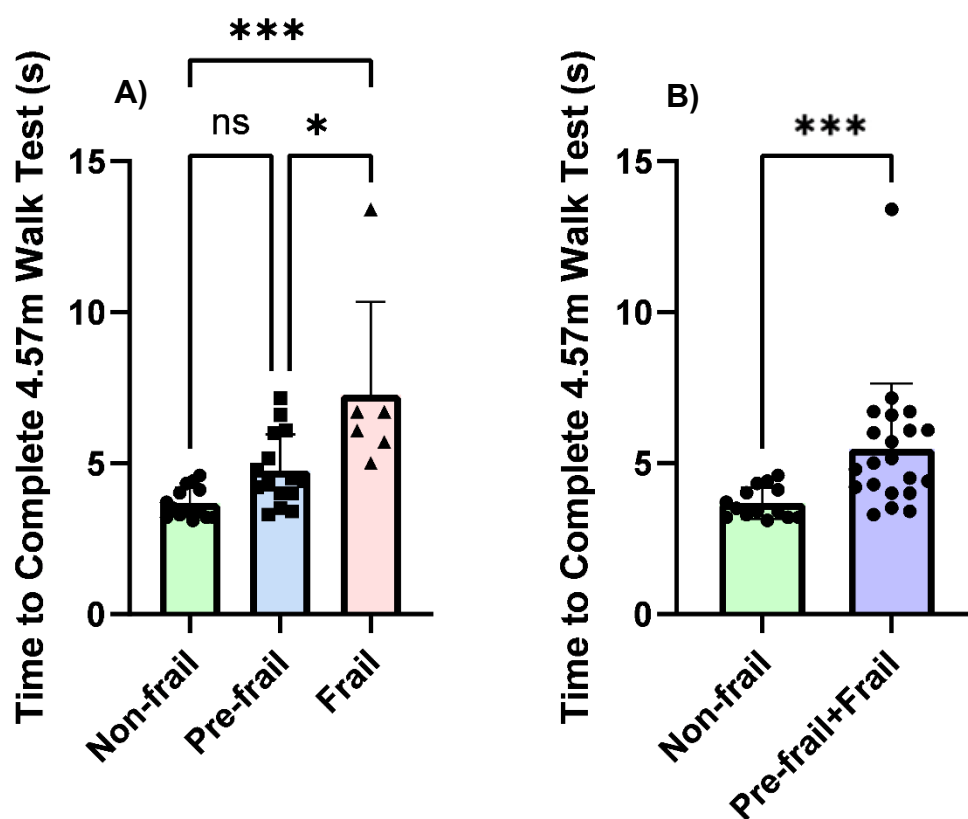 A)
***
ns
*
Time to Complete 4.57m Walk Test (s)
15
10
5
0
Non-frail
Pre-frail
Frail
B)
***
Time to Complete 4.57m Walk Test (s)
15
10
5
0
Non-frail
Pre-frail+Frail